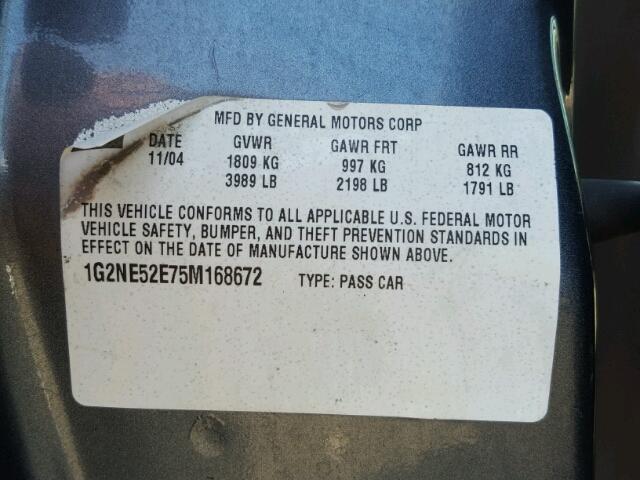 MFD BY GENERAL MOTORS CORP
DATE GVWR GAWR FRT GAWR RR
11/04 1809 KG 997 KG 812 KG
3989 LB 2198 LB 1791 LB
THIS VEHICLE CONFORMS TO ALL APPLICABLE U.S. FEDERAL MOTOR
VEHICLE SAFETY, BUMPER, AND THEFT PREVENTION STANDARDS IN
EFFECT ON THE DATE OF MANUFACTURE SHOWN ABOVE.
1G2NE52E75M168672 TYPE: PASS CAR